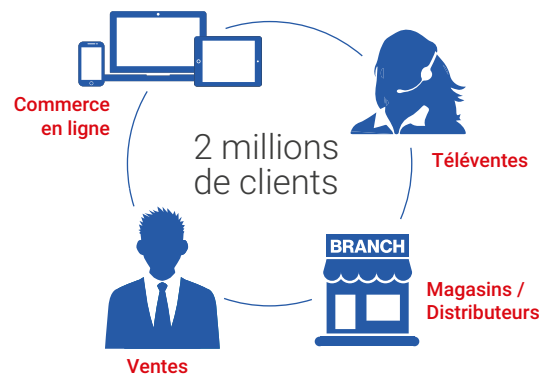 Commerce
en ligne
2 millions
de clients
Téléventes
BRANCH
Magasins /
Distributeurs
Ventes